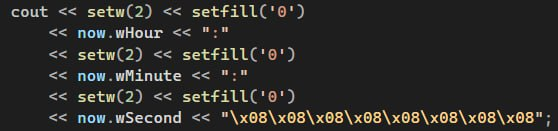 cout << setw(2) << setfill('0')
<< now.wHour << ":"
<< setw(2) << setfill('0')
<< now.wMinute << ":"
<< setw(2) << setfill('0')
<< now.wSecond << "\x08\x08\x08\x08\x08\x08\x08\x08";